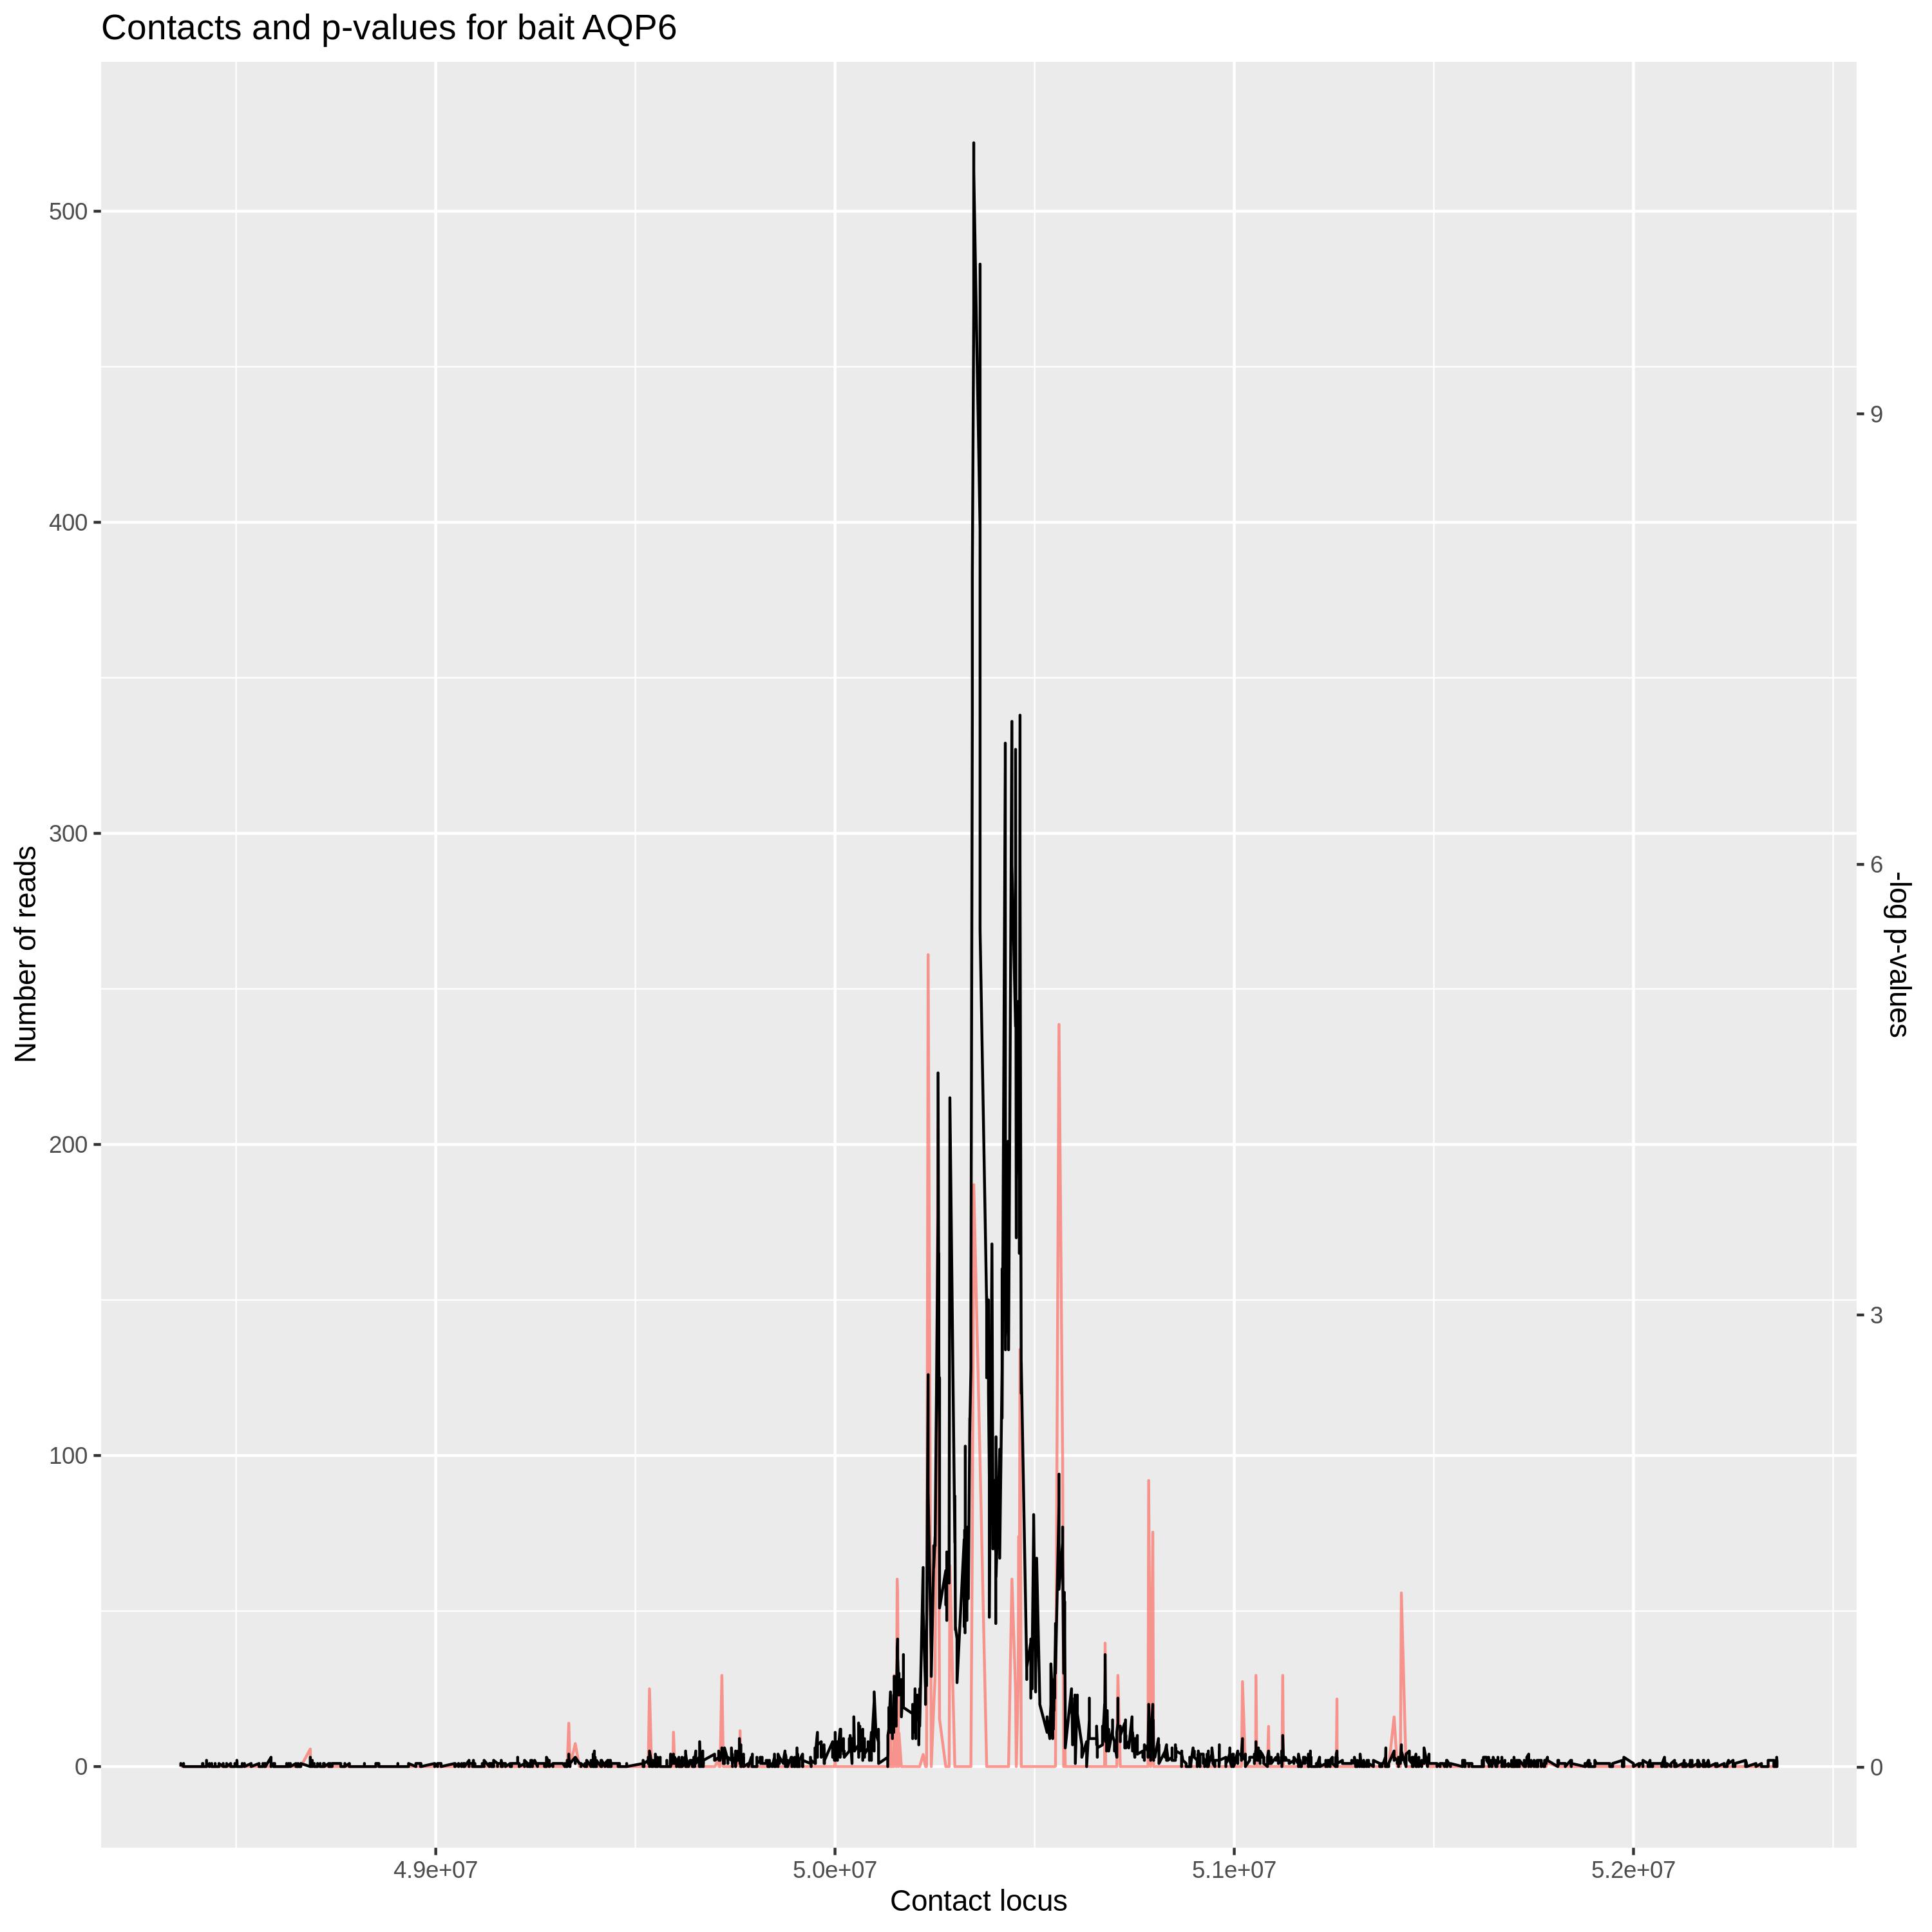 Contacts and p-values for bait AQP6
500
400
300
200
100
0
Number of reads
9
6
3
0
-log p-values
4.9e+07
5.0e+07
5.1e+07
5.2e+07
Contact locus